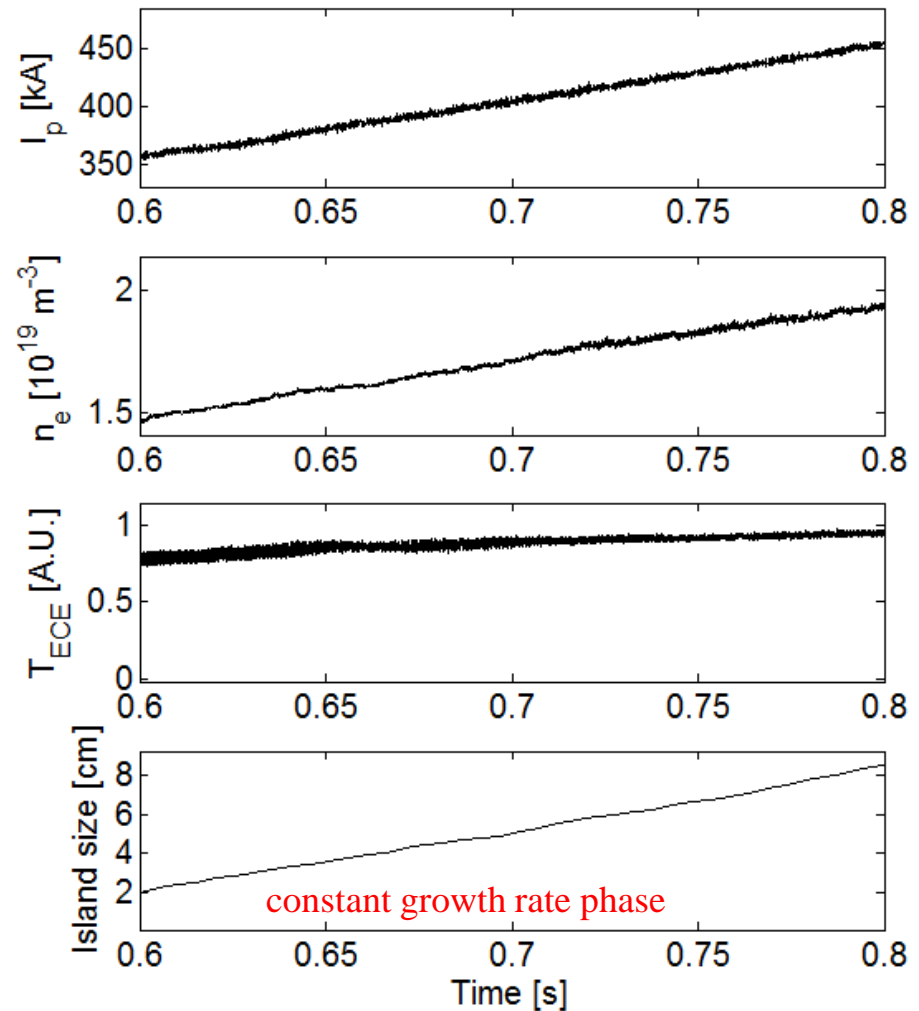 I_p [kA]
450
400
350
0.6 0.65 0.7 0.75 0.8
n_e [10^19 m^-3]
2
1.5
0.6 0.65 0.7 0.75 0.8
T_ECE [A.U.]
1
0.5
0
0.6 0.65 0.7 0.75 0.8
Island size [cm]
8
6
4
2
constant growth rate phase
0.6 0.65 0.7 0.75 0.8
Time [s]